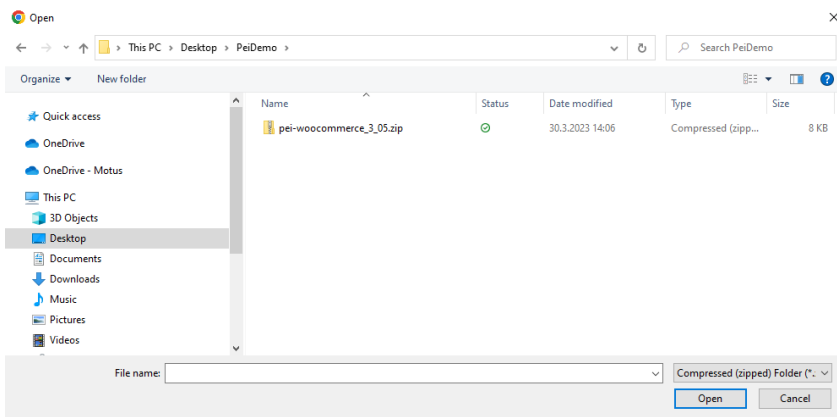 Open
This PC > Desktop > PeiDemo >
Search PeiDemo
Organize New folder
Name Status Date modified Type Size
pei-woocommerce_3_05.zip 30.3.2023 14:06 Compressed (zipp... 8 KB
Quick access
OneDrive
OneDrive - Motus
This PC
3D Objects
Desktop
Documents
Downloads
Music
Pictures
Videos
File name: Compressed (zipped) Folder (*.
Open Cancel